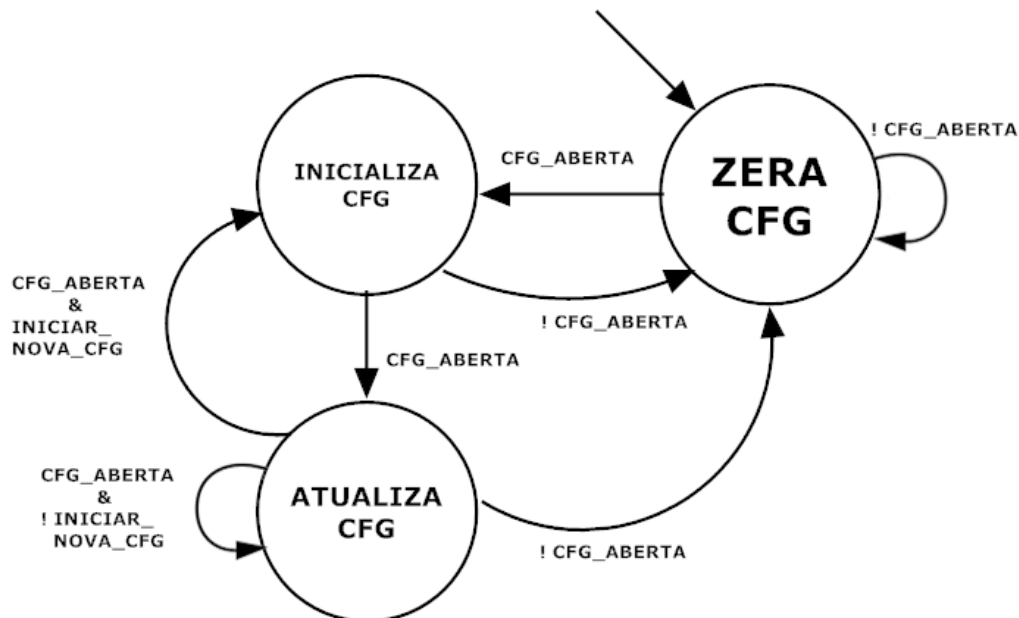 INICIALIZA
CFG
CFG_ABERTA
ZERA
CFG
! CFG_ABERTA
CFG_ABERTA
&
INICIAR_
NOVA_CFG
! CFG_ABERTA
CFG_ABERTA
CFG_ABERTA
&
! INICIAR_
NOVA_CFG
ATUALIZA
CFG
! CFG_ABERTA